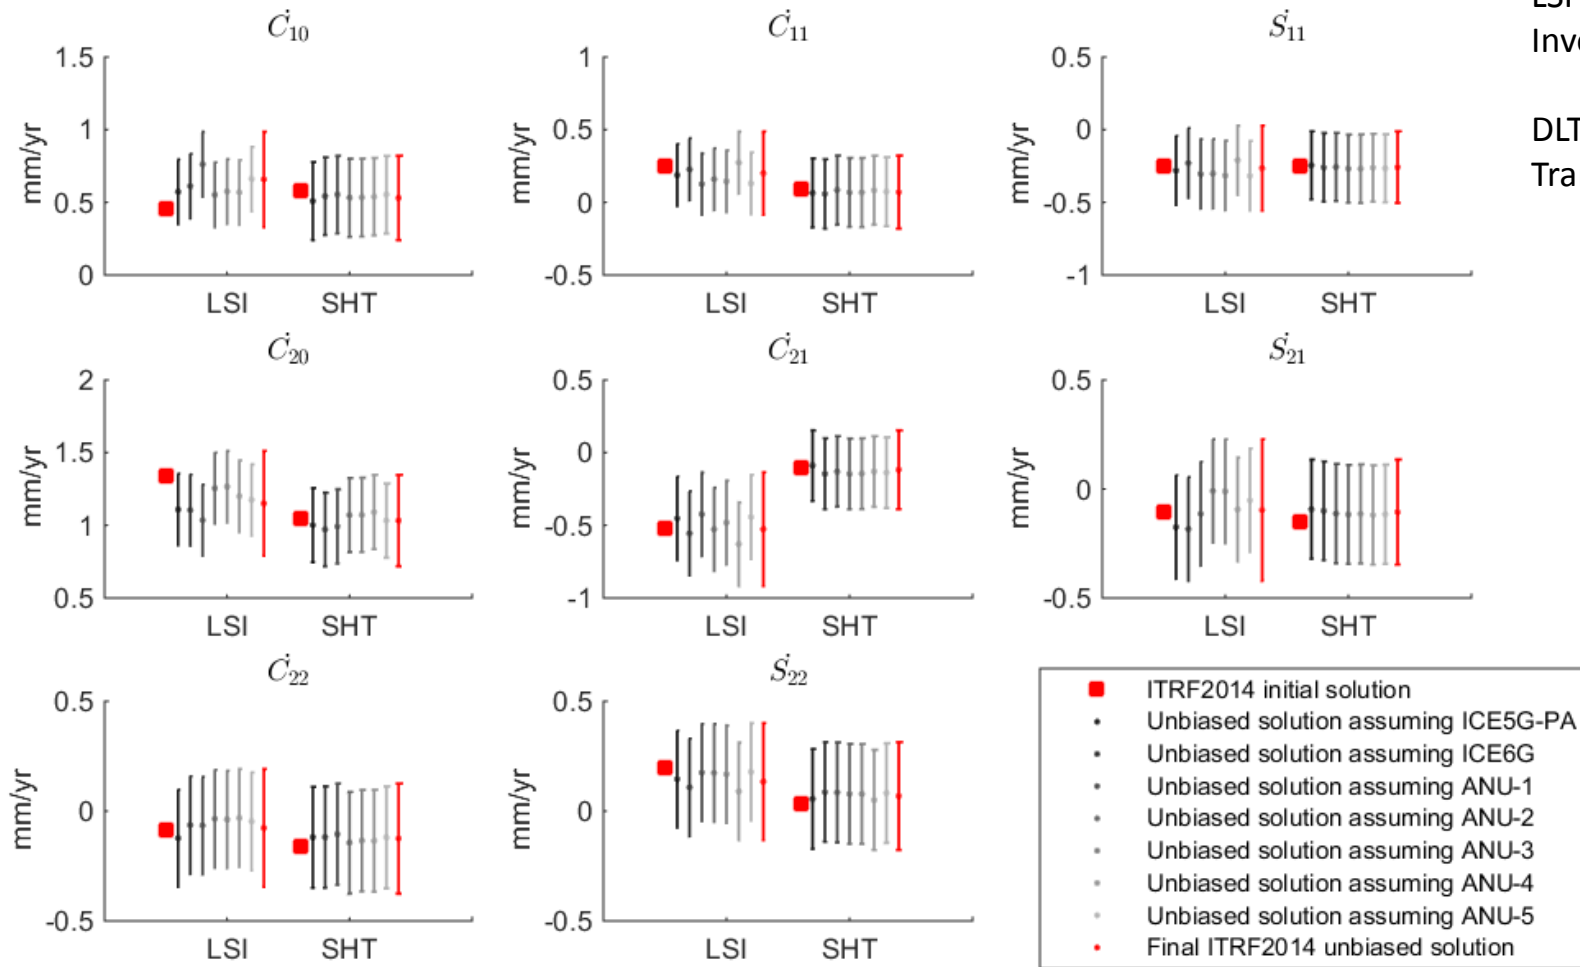 Ċ10
1.5
1
0.5
0
mm/yr
LSI SHT
Ċ11
1
0.5
0
-0.5
mm/yr
LSI SHT
Ṡ11
0.5
0
-0.5
-1
mm/yr
LSI SHT
Inv
DLT
Tra
Ċ20
2
1.5
1
0.5
mm/yr
LSI SHT
Ċ21
0.5
0
-0.5
-1
mm/yr
LSI SHT
Ṡ21
0.5
0
-0.5
mm/yr
LSI SHT
Ċ22
0.5
0
-0.5
mm/yr
LSI SHT
Ṡ22
0.5
0
-0.5
mm/yr
LSI SHT
ITRF2014 initial solution
Unbiased solution assuming ICE5G-PA
Unbiased solution assuming ICE6G
Unbiased solution assuming ANU-1
Unbiased solution assuming ANU-2
Unbiased solution assuming ANU-3
Unbiased solution assuming ANU-4
Unbiased solution assuming ANU-5
Final ITRF2014 unbiased solution